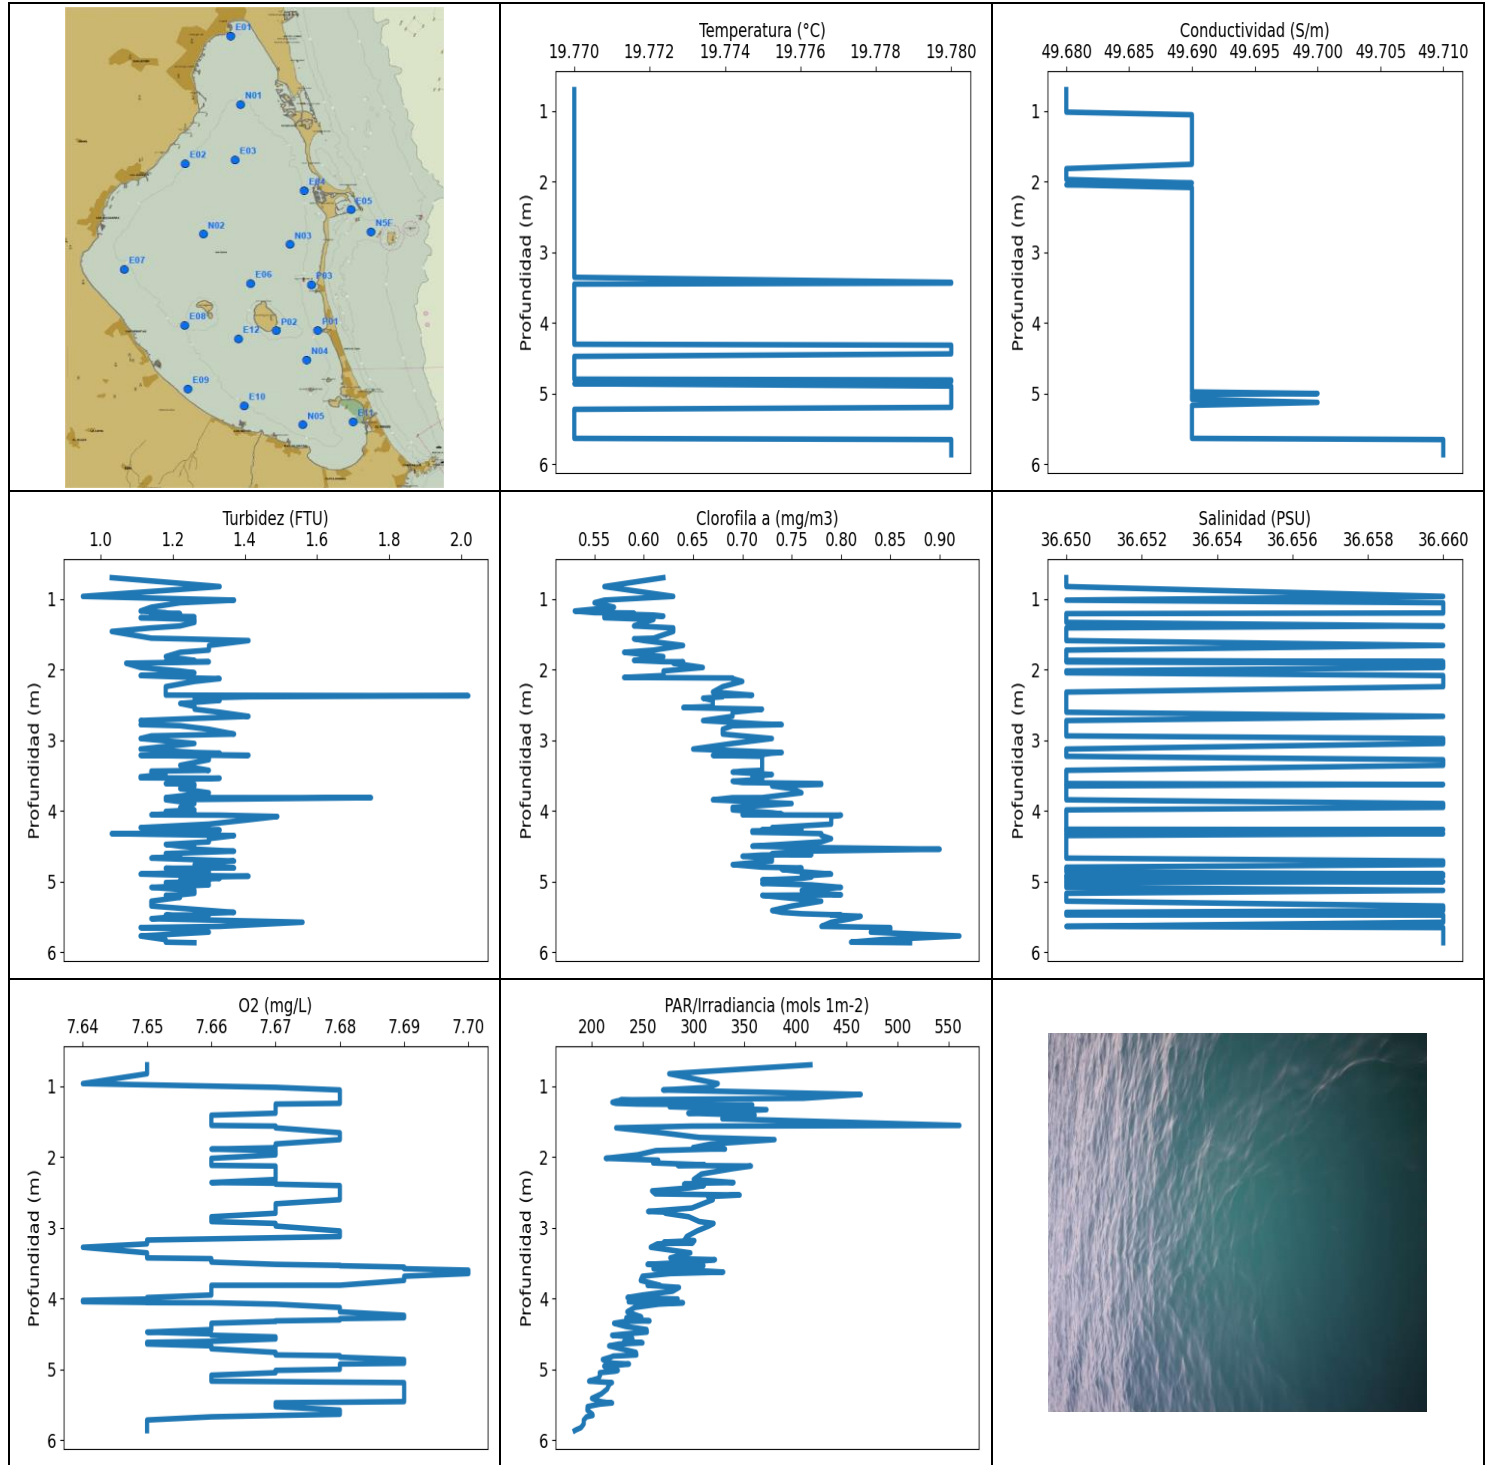 E01
N01
E02
E03
E04
E05
N5F
N02
N03
E07
E06
P03
E08
E12
P02
P01
N04
E09
E10
N05
E11
Temperatura (°C)
19.770 19.772 19.774 19.776 19.778 19.780
Profundidad (m)
1
2
3
4
5
6
Conductividad (S/m)
49.680 49.685 49.690 49.695 49.700 49.705 49.710
Profundidad (m)
1
2
3
4
5
6
Turbidez (FTU)
1.0 1.2 1.4 1.6 1.8 2.0
Profundidad (m)
1
2
3
4
5
6
Clorofila a (mg/m3)
0.55 0.60 0.65 0.70 0.75 0.80 0.85 0.90
Profundidad (m)
1
2
3
4
5
6
Salinidad (PSU)
36.650 36.652 36.654 36.656 36.658 36.660
Profundidad (m)
1
2
3
4
5
6
O2 (mg/L)
7.64 7.65 7.66 7.67 7.68 7.69 7.70
Profundidad (m)
1
2
3
4
5
6
PAR/Irradiancia (mols 1m-2)
200 250 300 350 400 450 500 550
Profundidad (m)
1
2
3
4
5
6